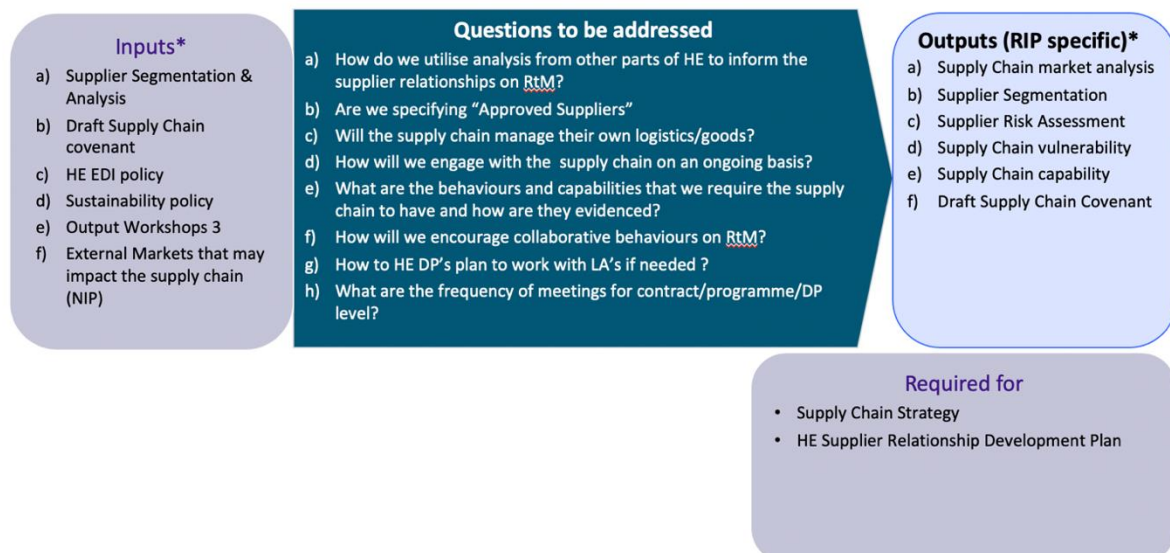 Inputs*
a) Supplier Segmentation &
Analysis
b) Draft Supply Chain
covenant
c) HE EDI policy
d) Sustainability policy
e) Output Workshops 3
f) External Markets that may
impact the supply chain
(NIP)
Questions to be addressed
a) How do we utilise analysis from other parts of HE to inform the
supplier relationships on RtM?
b) Are we specifying “Approved Suppliers”
c) Will the supply chain manage their own logistics/goods?
d) How will we engage with the supply chain on an ongoing basis?
e) What are the behaviours and capabilities that we require the supply
chain to have and how are they evidenced?
f) How will we encourage collaborative behaviours on RtM?
g) How to HE DP’s plan to work with LA’s if needed ?
h) What are the frequency of meetings for contract/programme/DP
level?
Outputs (RIP specific)*
a) Supply Chain market analysis
b) Supplier Segmentation
c) Supplier Risk Assessment
d) Supply Chain vulnerability
e) Supply Chain capability
f) Draft Supply Chain Covenant
Required for
• Supply Chain Strategy
• HE Supplier Relationship Development Plan